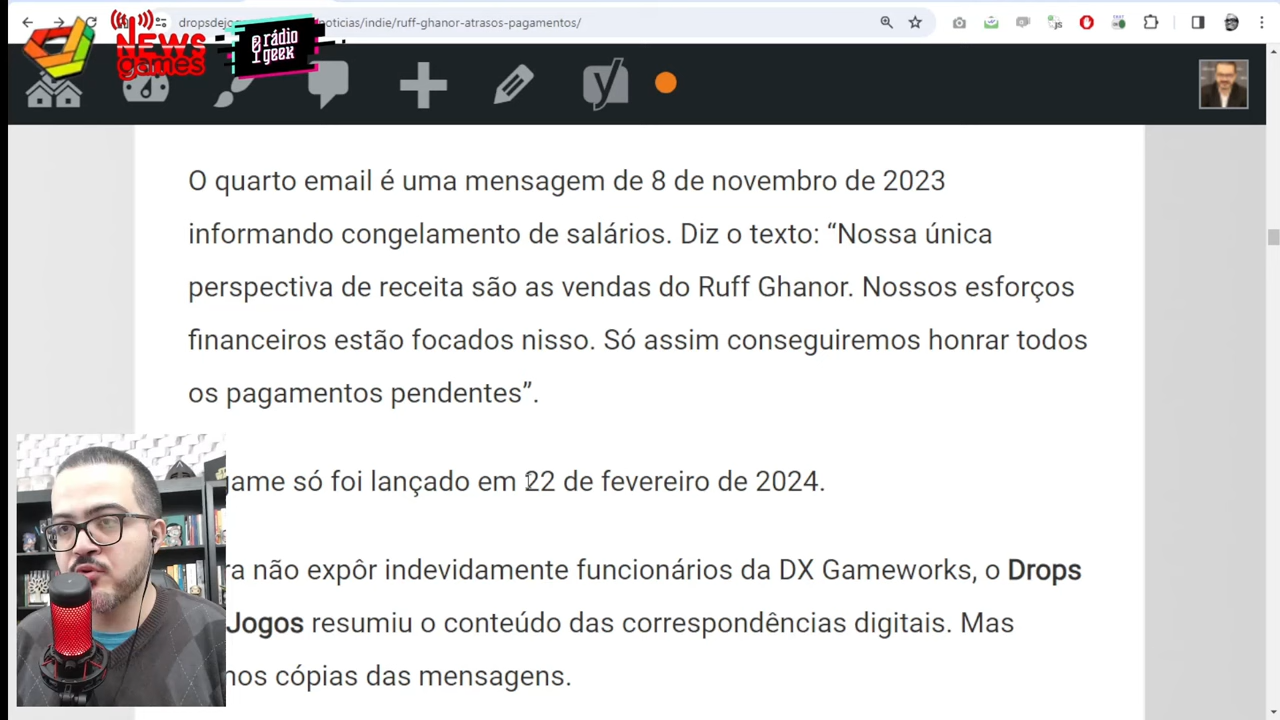 dropsdejog
noticias/indie/ruff-ghanor-atrasos-pagamentos/
NEWS
games
rádio
geek
O quarto email é uma mensagem de 8 de novembro de 2023
informando congelamento de salários. Diz o texto: “Nossa única
perspectiva de receita são as vendas do Ruff Ghanor. Nossos esforços
financeiros estão focados nisso. Só assim conseguiremos honrar todos
os pagamentos pendentes”.
game só foi lançado em 22 de fevereiro de 2024.
ra não expôr indevidamente funcionários da DX Gameworks, o Drops
Jogos resumiu o conteúdo das correspondências digitais. Mas
mos cópias das mensagens.